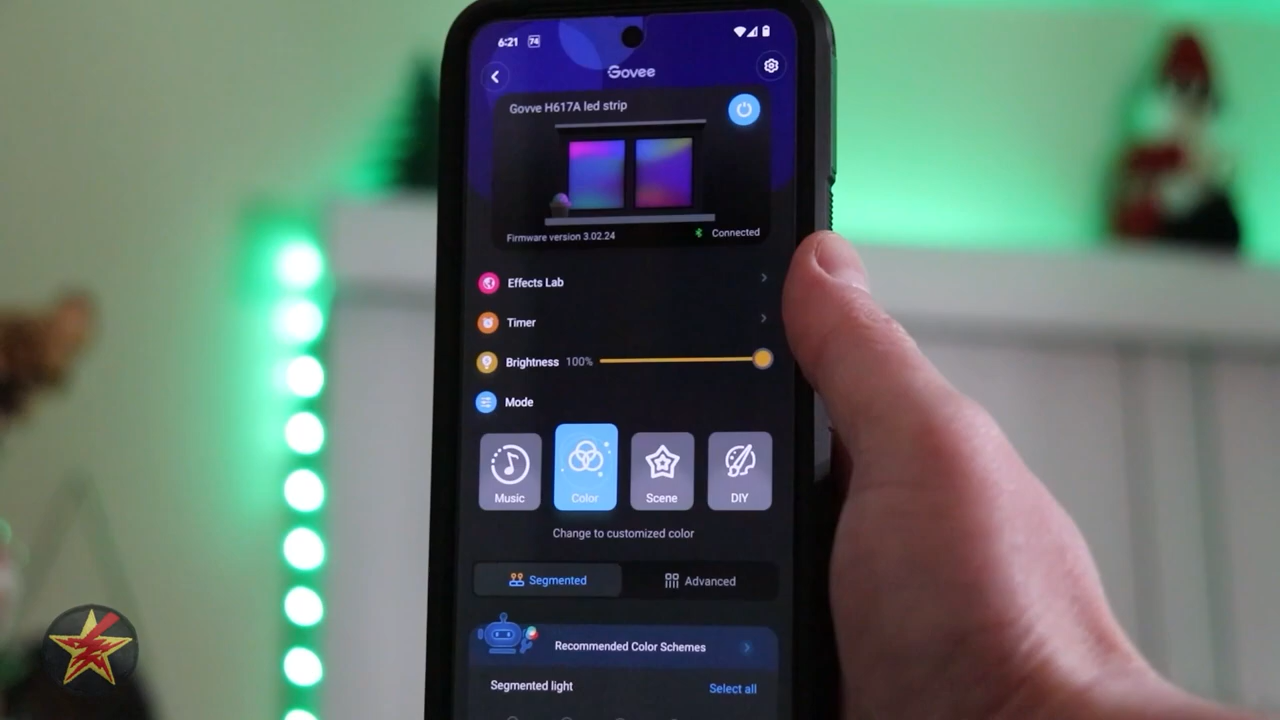 6:21 74
Govee
Govve H617A led strip
Firmware version 3.02.24
Connected
Effects Lab
Timer
Brightness 100%
Mode
Music
Color
Scene
DIY
Change to customized color
Segmented
Advanced
Recommended Color Schemes
Segmented light
Select all